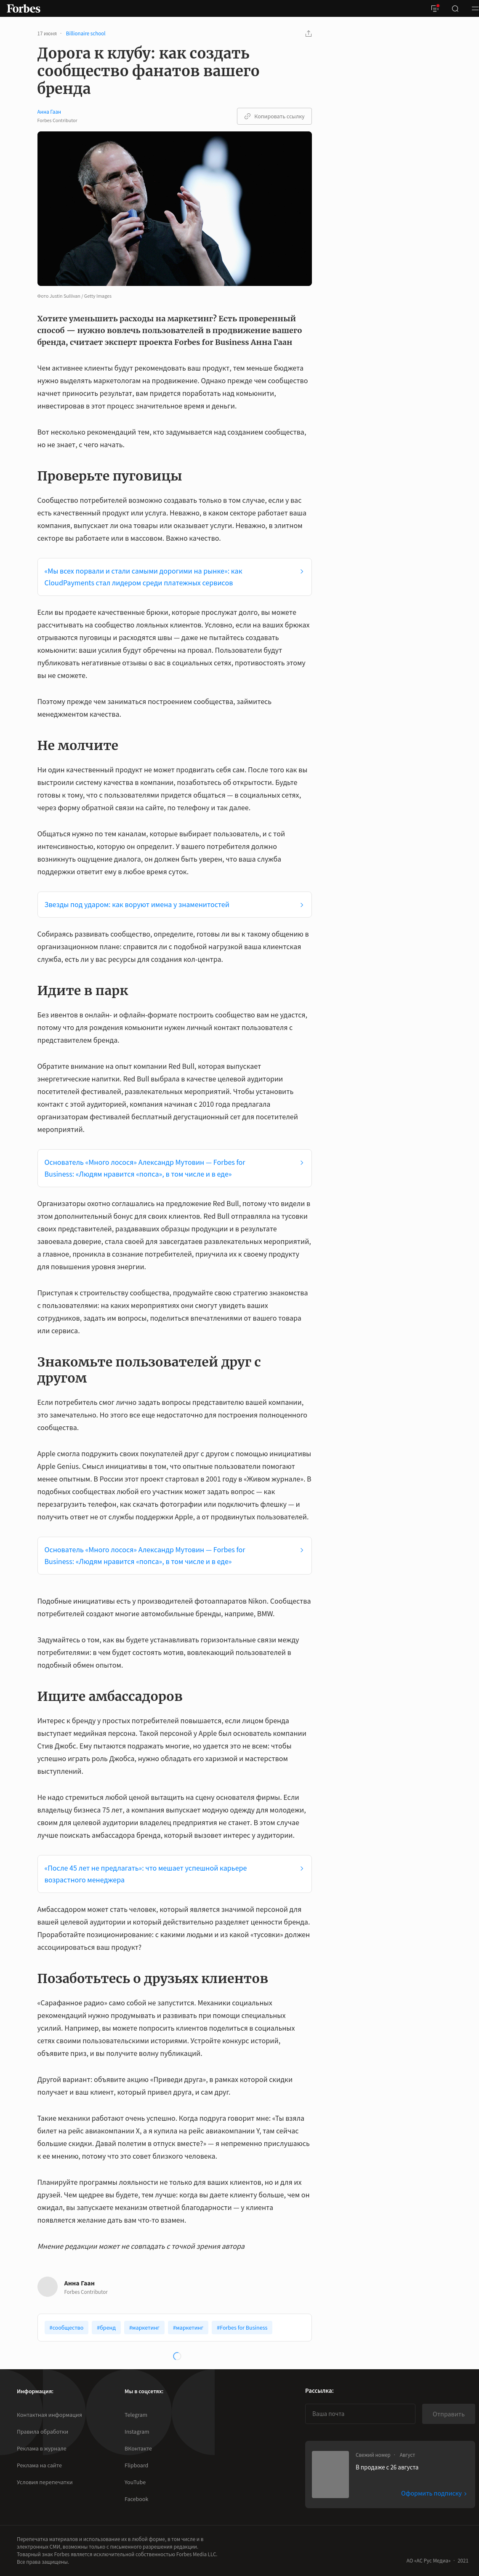 Forbes
17 июня · Billionaire school
Дорога к клубу: как создать
сообщество фанатов вашего
бренда
Анна Гаан
Forbes Contributor
Копировать ссылку
Фото Justin Sullivan / Getty Images
Хотите уменьшить расходы на маркетинг? Есть проверенный
способ — нужно вовлечь пользователей в продвижение вашего
бренда, считает эксперт проекта Forbes for Business Анна Гаан
Чем активнее клиенты будут рекомендовать ваш продукт, тем меньше бюджета
нужно выделять маркетологам на продвижение. Однако прежде чем сообщество
начнет приносить результат, вам придется поработать над комьюнити,
инвестировав в этот процесс значительное время и деньги.
Вот несколько рекомендаций тем, кто задумывается над созданием сообщества,
но не знает, с чего начать.
Проверьте пуговицы
Сообщество потребителей возможно создавать только в том случае, если у вас
есть качественный продукт или услуга. Неважно, в каком секторе работает ваша
компания, выпускает ли она товары или оказывает услуги. Неважно, в элитном
секторе вы работаете или в массовом. Важно качество.
«Мы всех порвали и стали самыми дорогими на рынке»: как
CloudPayments стал лидером среди платежных сервисов
Если вы продаете качественные брюки, которые прослужат долго, вы можете
рассчитывать на сообщество лояльных клиентов. Условно, если на ваших брюках
отрываются пуговицы и расходятся швы — даже не пытайтесь создавать
комьюнити: ваши усилия будут обречены на провал. Пользователи будут
публиковать негативные отзывы о вас в социальных сетях, противостоять этому
вы не сможете.
Поэтому прежде чем заниматься построением сообщества, займитесь
менеджментом качества.
Не молчите
Ни один качественный продукт не может продвигать себя сам. После того как вы
выстроили систему качества в компании, позаботьтесь об открытости. Будьте
готовы к тому, что с пользователями придется общаться — в социальных сетях,
через форму обратной связи на сайте, по телефону и так далее.
Общаться нужно по тем каналам, которые выбирает пользователь, и с той
интенсивностью, которую он определит. У вашего потребителя должно
возникнуть ощущение диалога, он должен быть уверен, что ваша служба
поддержки ответит ему в любое время суток.
Звезды под ударом: как воруют имена у знаменитостей
Собираясь развивать сообщество, определите, готовы ли вы к такому общению в
организационном плане: справится ли с подобной нагрузкой ваша клиентская
служба, есть ли у вас ресурсы для создания кол-центра.
Идите в парк
Без ивентов в онлайн- и офлайн-формате построить сообщество вам не удастся,
потому что для рождения комьюнити нужен личный контакт пользователя с
представителем бренда.
Обратите внимание на опыт компании Red Bull, которая выпускает
энергетические напитки. Red Bull выбрала в качестве целевой аудитории
посетителей фестивалей, развлекательных мероприятий. Чтобы установить
контакт с этой аудиторией, компания начиная с 2010 года предлагала
организаторам фестивалей бесплатный дегустационный сет для посетителей
мероприятий.
Основатель «Много лосося» Александр Мутовин — Forbes for
Business: «Людям нравится «попса», в том числе и в еде»
Организаторы охотно соглашались на предложение Red Bull, потому что видели в
этом дополнительный бонус для своих клиентов. Red Bull отправляла на тусовки
своих представителей, раздававших образцы продукции и в результате
завоевала доверие, стала своей для завсегдатаев развлекательных мероприятий,
а главное, проникла в сознание потребителей, приучила их к своему продукту
для повышения уровня энергии.
Приступая к строительству сообщества, продумайте свою стратегию знакомства
с пользователями: на каких мероприятиях они смогут увидеть ваших
сотрудников, задать им вопросы, поделиться впечатлениями от вашего товара
или сервиса.
Знакомьте пользователей друг с
другом
Если потребитель смог лично задать вопросы представителю вашей компании,
это замечательно. Но этого все еще недостаточно для построения полноценного
сообщества.
Apple смогла подружить своих покупателей друг с другом с помощью инициативы
Apple Genius. Смысл инициативы в том, что опытные пользователи помогают
менее опытным. В России этот проект стартовал в 2001 году в «Живом журнале». В
подобных сообществах любой его участник может задать вопрос — как
перезагрузить телефон, как скачать фотографии или подключить флешку — и
получить ответ не от службы поддержки Apple, а от продвинутых пользователей.
Основатель «Много лосося» Александр Мутовин — Forbes for
Business: «Людям нравится «попса», в том числе и в еде»
Подобные инициативы есть у производителей фотоаппаратов Nikon. Сообщества
потребителей создают многие автомобильные бренды, например, BMW.
Задумайтесь о том, как вы будете устанавливать горизонтальные связи между
потребителями: в чем будет состоять мотив, вовлекающий пользователей в
подобный обмен опытом.
Ищите амбассадоров
Интерес к бренду у простых потребителей повышается, если лицом бренда
выступает медийная персона. Такой персоной у Apple был основатель компании
Стив Джобс. Ему пытаются подражать многие, но удается это не всем: чтобы
успешно играть роль Джобса, нужно обладать его харизмой и мастерством
выступлений.
Не надо стремиться любой ценой вытащить на сцену основателя фирмы. Если
владельцу бизнеса 75 лет, а компания выпускает модную одежду для молодежи,
своим для целевой аудитории владелец предприятия не станет. В этом случае
лучше поискать амбассадора бренда, который вызовет интерес у аудитории.
«После 45 лет не предлагать»: что мешает успешной карьере
возрастного менеджера
Амбассадором может стать человек, который является значимой персоной для
вашей целевой аудитории и который действительно разделяет ценности бренда.
Проработайте позиционирование: с какими людьми и из какой «тусовки» должен
ассоциироваться ваш продукт?
Позаботьтесь о друзьях клиентов
«Сарафанное радио» само собой не запустится. Механики социальных
рекомендаций нужно продумывать и развивать при помощи специальных
усилий. Например, вы можете попросить клиентов поделиться в социальных
сетях своими пользовательскими историями. Устройте конкурс историй,
объявите приз, и вы получите волну публикаций.
Другой вариант: объявите акцию «Приведи друга», в рамках которой скидки
получает и ваш клиент, который привел друга, и сам друг.
Такие механики работают очень успешно. Когда подруга говорит мне: «Ты взяла
билет на рейс авиакомпании X, а я купила на рейс авиакомпании Y, там сейчас
большие скидки. Давай полетим в отпуск вместе?» — я непременно прислушаюсь
к ее мнению, потому что это совет близкого человека.
Планируйте программы лояльности не только для ваших клиентов, но и для их
друзей. Чем щедрее вы будете, тем лучше: когда вы даете клиенту больше, чем он
ожидал, вы запускаете механизм ответной благодарности — у клиента
появляется желание дать вам что-то взамен.
Мнение редакции может не совпадать с точкой зрения автора
Анна Гаан
Forbes Contributor
#сообщество #бренд #маркетинг #маркетинг #Forbes for Business
Информация:
Контактная информация
Правила обработки
Реклама в журнале
Реклама на сайте
Условия перепечатки
Мы в соцсетях:
Telegram
Instagram
ВКонтакте
Flipboard
YouTube
Facebook
Рассылка:
Ваша почта
Отправить
Свежий номер · Август
В продаже с 26 августа
Оформить подписку
Перепечатка материалов и использование их в любой форме, в том числе и в
электронных СМИ, возможны только с письменного разрешения редакции.
Товарный знак Forbes является исключительной собственностью Forbes Media LLC.
Все права защищены.
AO «АС Рус Медиа» · 2021